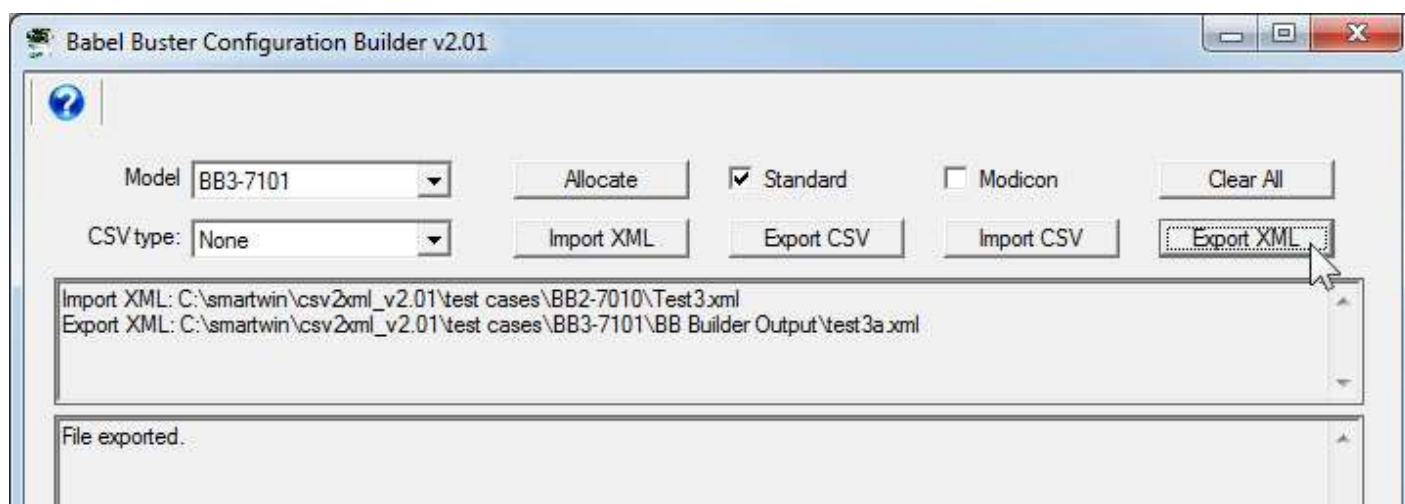 Babel Buster Configuration Builder v2.01
Model BB3-7101 Allocate Standard Modicon Clear All
CSV type: None Import XML Export CSV Import CSV Export XML
Import XML: C:\smartwin\csv2xml_v2.01\test cases\BB2-7010\Test3.xml
Export XML: C:\smartwin\csv2xml_v2.01\test cases\BB3-7101\BB Builder Output\test3a.xml
File exported.